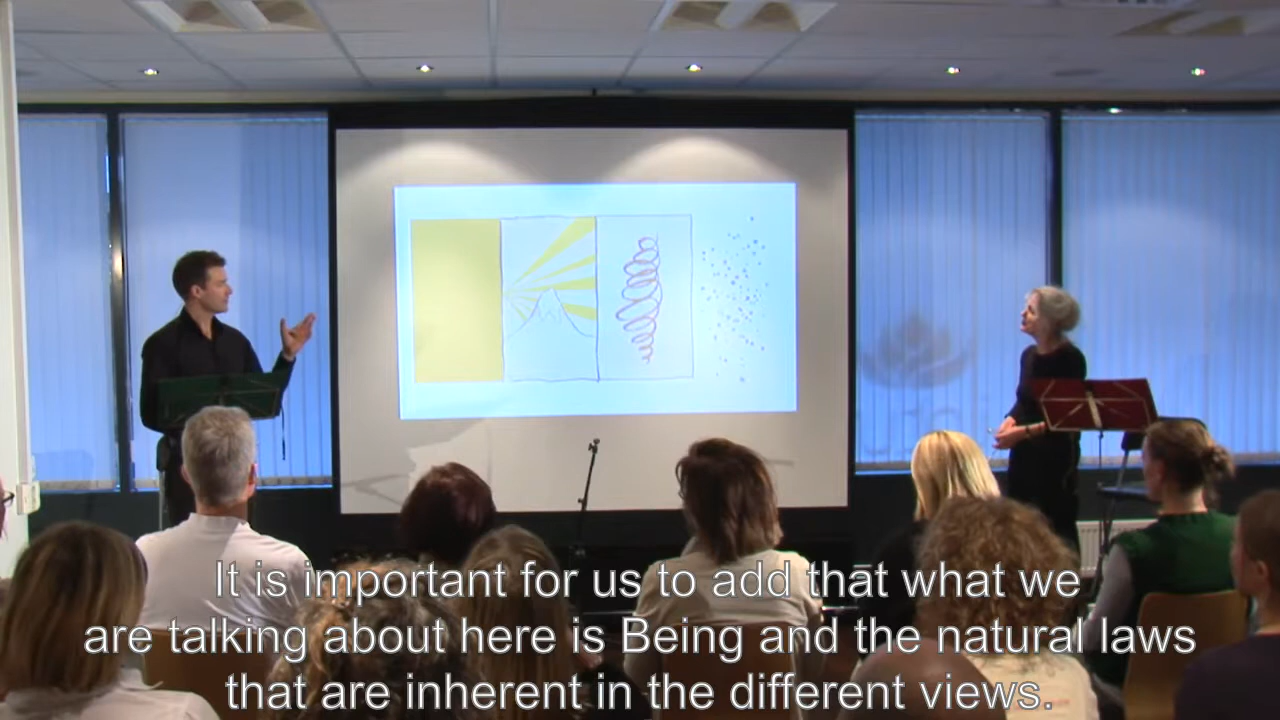 It is important for us to add that what we
are talking about here is Being and the natural laws
that are inherent in the different views.